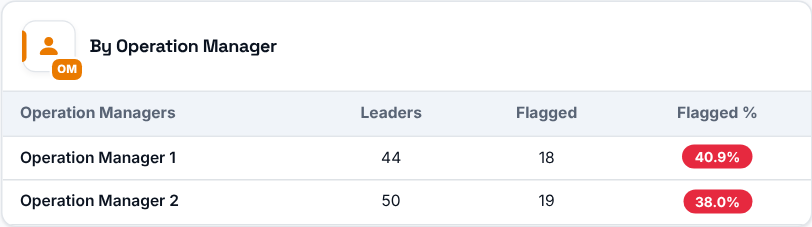 By Operation Manager
OM
Operation Managers Leaders Flagged Flagged %
Operation Manager 1 44 18 40.9%
Operation Manager 2 50 19 38.0%